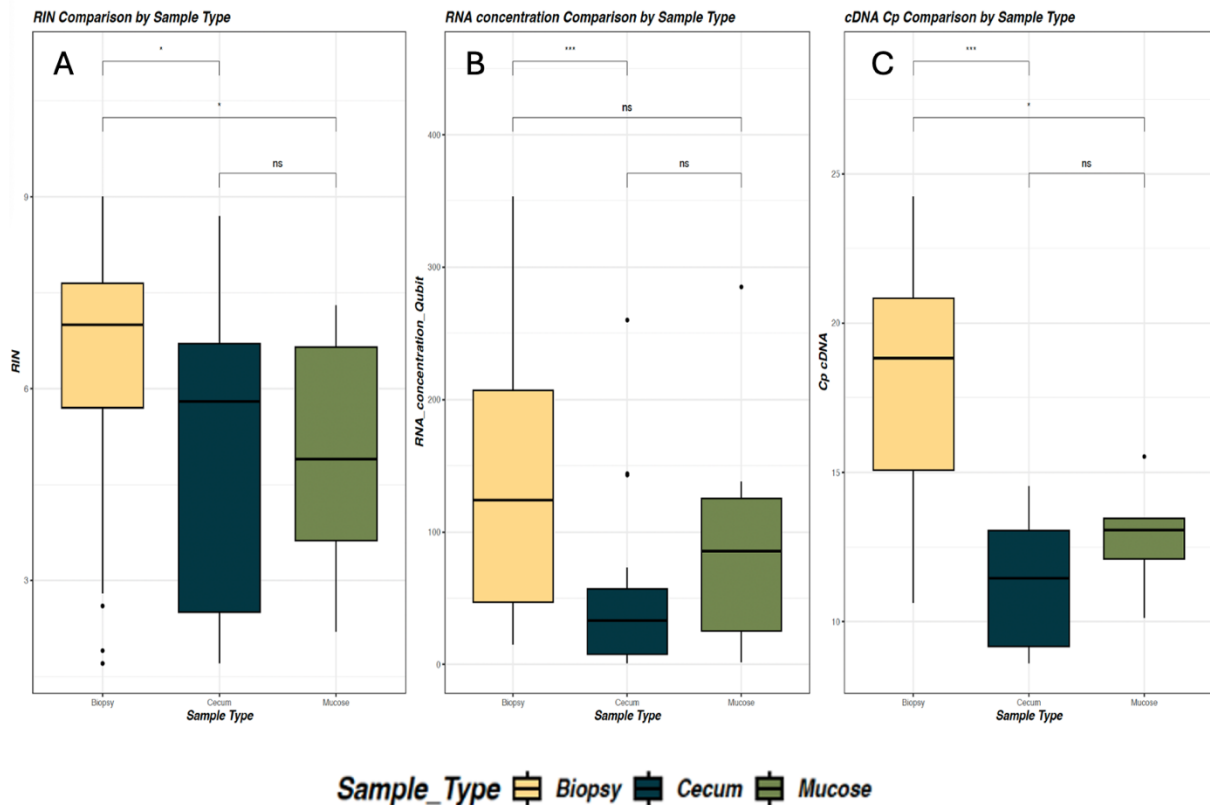 RIN Comparison by Sample Type
A
*
*
ns
9
6
3
RIN
Biopsy Cecum Mucose
Sample Type
RNA concentration Comparison by Sample Type
B
***
ns
ns
400
300
200
100
0
RNA_concentration_Qubit
Biopsy Cecum Mucose
Sample Type
cDNA Cp Comparison by Sample Type
C
***
*
ns
25
20
15
10
Cp cDNA
Biopsy Cecum Mucose
Sample Type
Sample_Type Biopsy Cecum Mucose